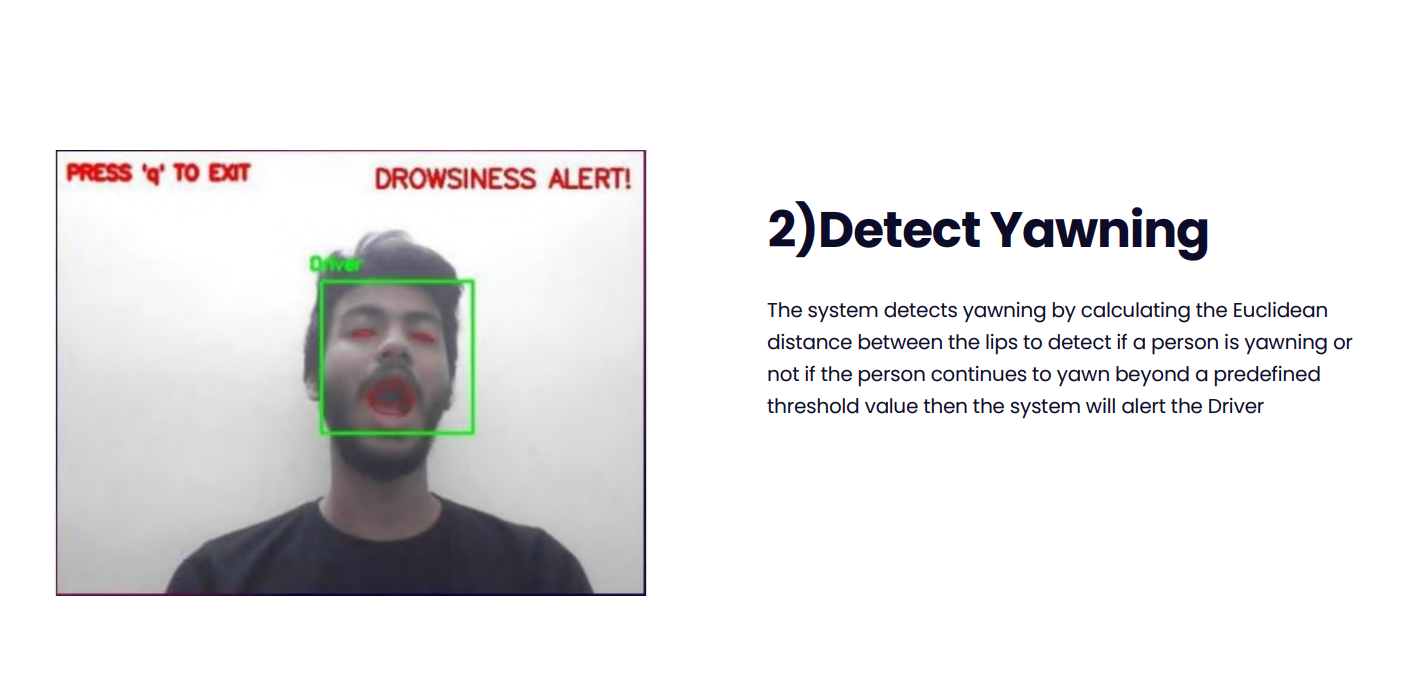 PRESS 'q' TO EXIT
DROWSINESS ALERT!
Driver
2)Detect Yawning
The system detects yawning by calculating the Euclidean
distance between the lips to detect if a person is yawning or
not if the person continues to yawn beyond a predefined
threshold value then the system will alert the Driver